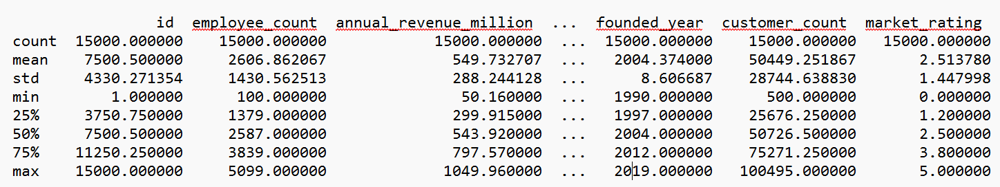 id employee_count annual_revenue_million ... founded_year customer_count market_rating
count 15000.000000 15000.000000 15000.000000 ... 15000.000000 15000.000000 15000.000000
mean 7500.500000 2606.862067 549.732707 ... 2004.374000 50449.251867 2.513780
std 4330.271354 1430.562513 288.244128 ... 8.606687 28744.638830 1.447998
min 1.000000 100.000000 50.160000 ... 1990.000000 500.000000 0.000000
25% 3750.750000 1379.000000 299.915000 ... 1997.000000 25676.250000 1.200000
50% 7500.500000 2587.000000 543.920000 ... 2004.000000 50726.500000 2.500000
75% 11250.250000 3839.000000 797.570000 ... 2012.000000 75271.250000 3.800000
max 15000.000000 5099.000000 1049.960000 ... 2019.000000 100495.000000 5.000000